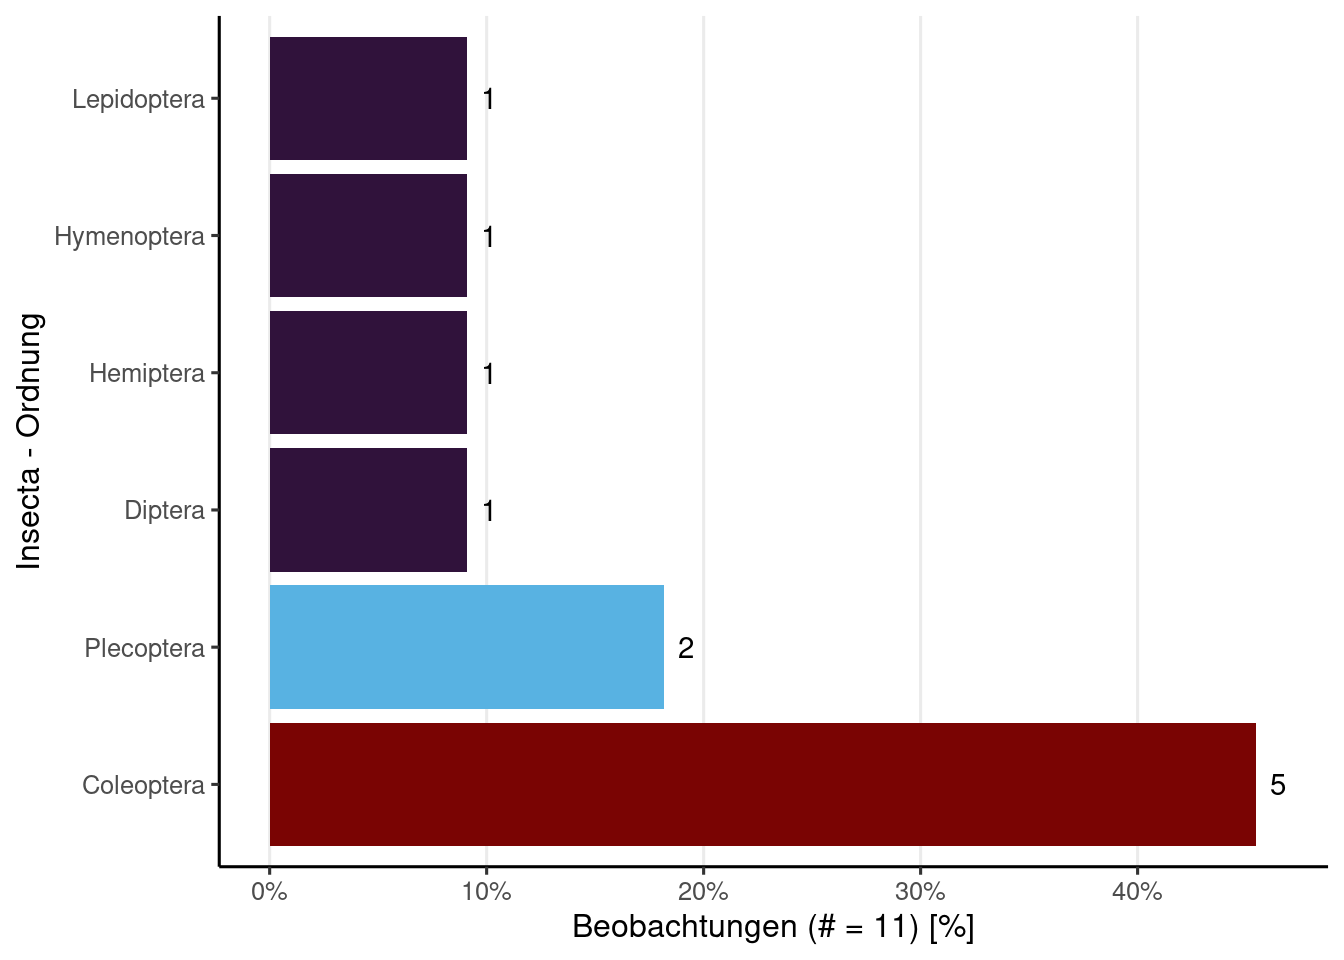 Lepidoptera 1
Hymenoptera 1
Hemiptera 1
Diptera 1
Plecoptera 2
Coleoptera 5
Insecta - Ordnung
0% 10% 20% 30% 40%
Beobachtungen (# = 11) [%]